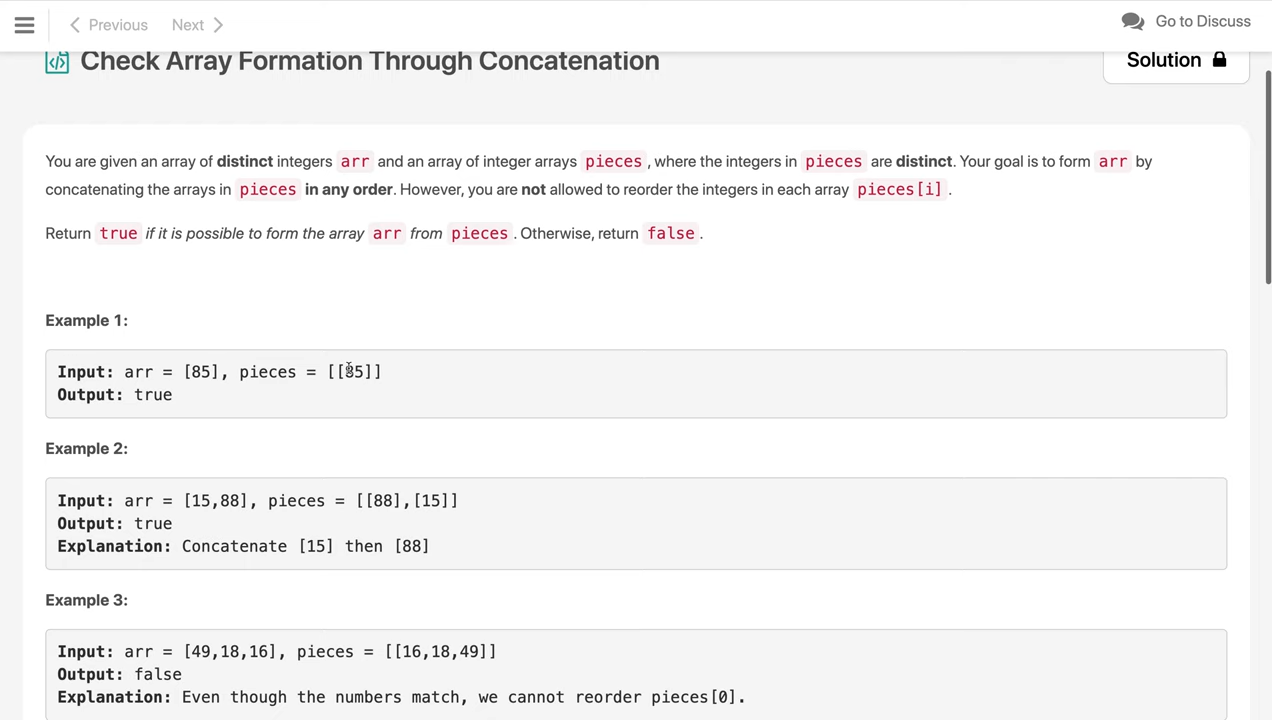 Previous Next Go to Discuss
Check Array Formation Through Concatenation
Solution
You are given an array of distinct integers arr and an array of integer arrays pieces, where the integers in pieces are distinct. Your goal is to form arr by
concatenating the arrays in pieces in any order. However, you are not allowed to reorder the integers in each array pieces[i].
Return true if it is possible to form the array arr from pieces. Otherwise, return false.
Example 1:
Input: arr = [85], pieces = [[85]]
Output: true
Example 2:
Input: arr = [15,88], pieces = [[88],[15]]
Output: true
Explanation: Concatenate [15] then [88]
Example 3:
Input: arr = [49,18,16], pieces = [[16,18,49]]
Output: false
Explanation: Even though the numbers match, we cannot reorder pieces[0].